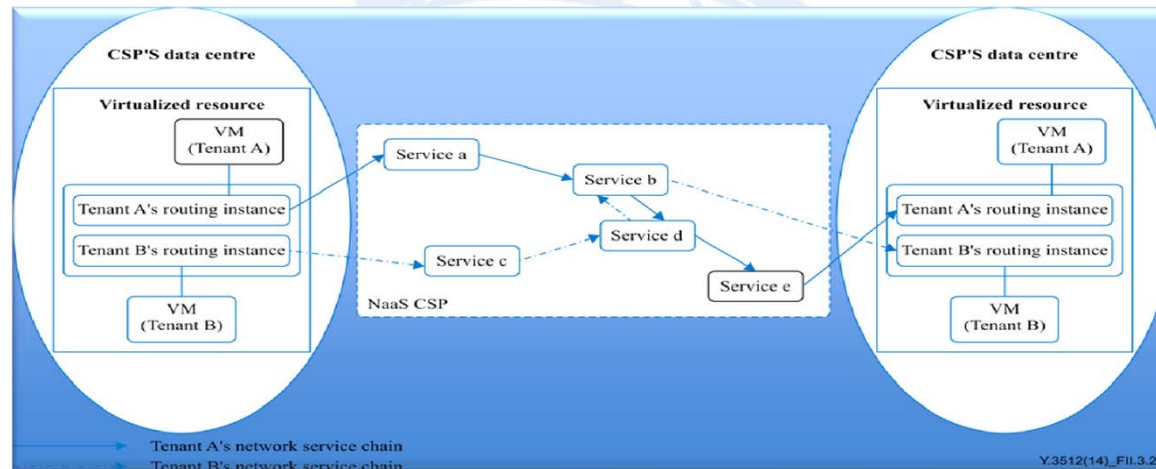 CSP'S data centre
Virtualized resource
VM
(Tenant A)
Tenant A's routing instance
Tenant B's routing instance
VM
(Tenant B)
Service a
Service b
Service c
Service d
Service e
NaaS CSP
CSP'S data centre
Virtualized resource
VM
(Tenant A)
Tenant A's routing instance
Tenant B's routing instance
VM
(Tenant B)
Tenant A's network service chain
Tenant B's network service chain
Y.3512(14)_FII.3.2